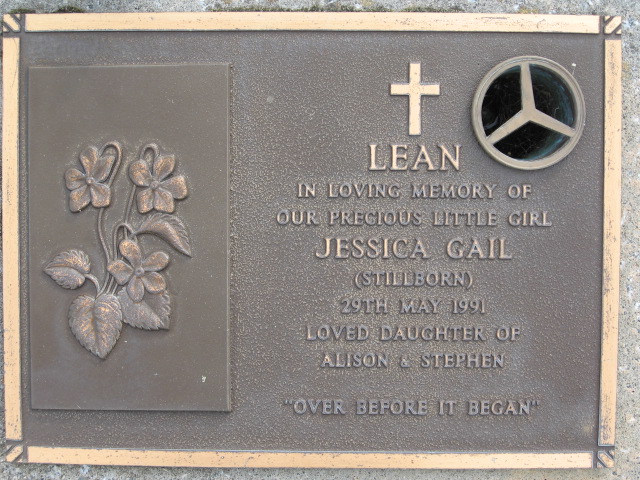 LEAN
IN LOVING MEMORY OF
OUR PRECIOUS LITTLE GIRL
JESSICA GAIL
(STILLBORN)
29TH MAY 1991
LOVED DAUGHTER OF
ALISON & STEPHEN
"OVER BEFORE IT BEGAN"